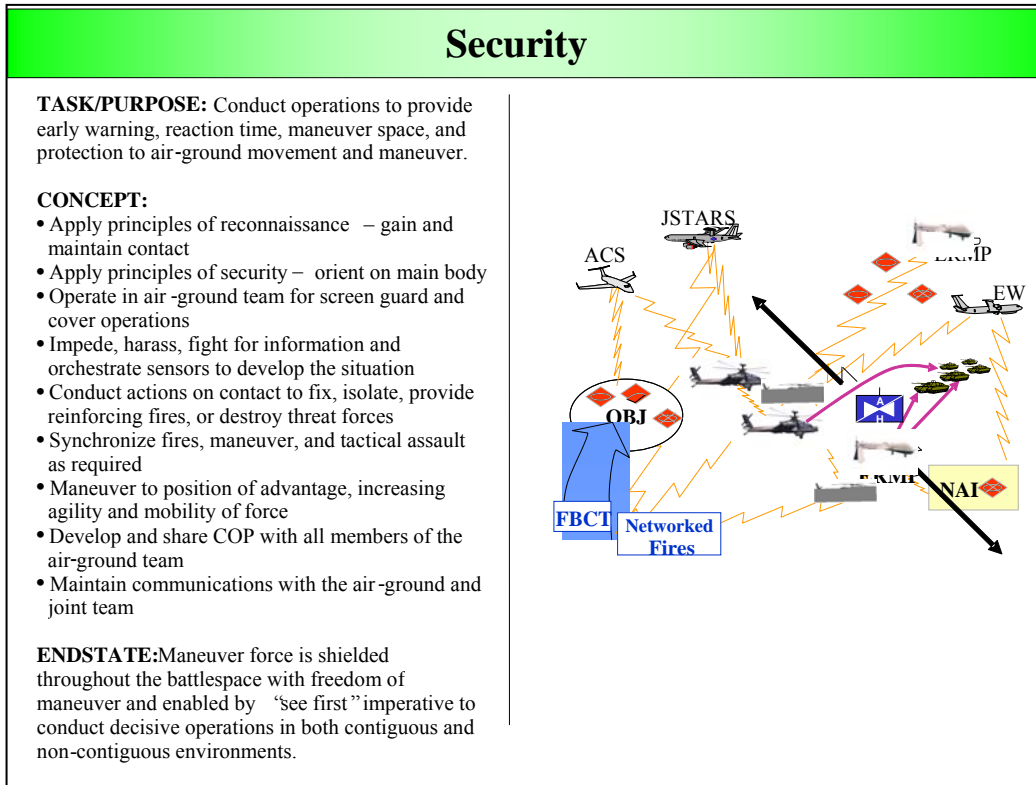 Security
TASK/PURPOSE: Conduct operations to provide
early warning, reaction time, maneuver space, and
protection to air-ground movement and maneuver.
CONCEPT:
• Apply principles of reconnaissance – gain and
maintain contact
• Apply principles of security – orient on main body
• Operate in air-ground team for screen guard and
cover operations
• Impede, harass, fight for information and
orchestrate sensors to develop the situation
• Conduct actions on contact to fix, isolate, provide
reinforcing fires, or destroy threat forces
• Synchronize fires, maneuver, and tactical assault
as required
• Maneuver to position of advantage, increasing
agility and mobility of force
• Develop and share COP with all members of the
air-ground team
• Maintain communications with the air-ground and
joint team
ENDSTATE:Maneuver force is shielded
throughout the battlespace with freedom of
maneuver and enabled by “see first” imperative to
conduct decisive operations in both contiguous and
non-contiguous environments.
JSTARS
ACS
ERMP
EW
OBJ
A
H
ERMP
NAI
FBCT
Networked
Fires